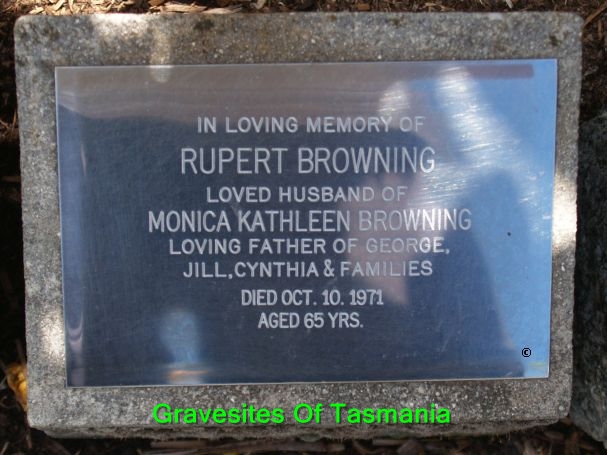 IN LOVING MEMORY OF
RUPERT BROWNING
LOVED HUSBAND OF
MONICA KATHLEEN BROWNING
LOVING FATHER OF GEORGE,
JILL, CYNTHIA & FAMILIES
DIED OCT. 10. 1971
AGED 65 YRS.
©
Gravesites Of Tasmania